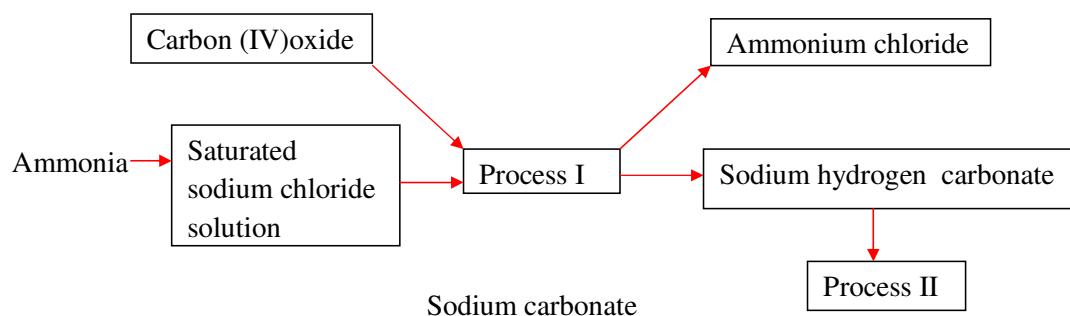 Carbon (IV)oxide
Ammonium chloride
Ammonia
Saturated
sodium chloride
solution
Process I
Sodium hydrogen carbonate
Process II
Sodium carbonate